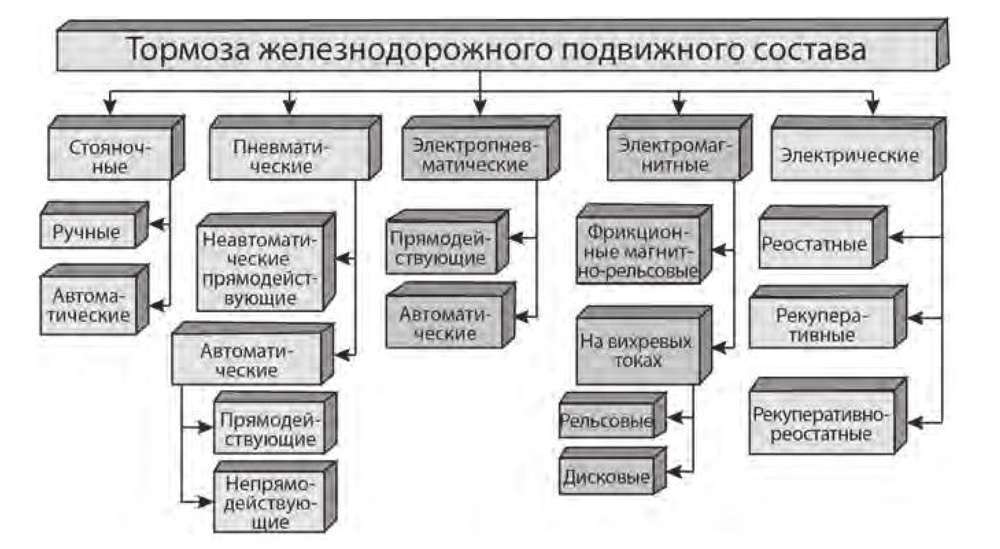 Тормоза железнодорожного подвижного состава
Стояноч-
ные
Ручные
Автома-
тические
Пневмати-
ческие
Неавтомати-
ческие
прямодейст-
вующие
Автомати-
ческие
Прямодей-
ствующие
Непрямо-
действую-
щие
Электропнев-
матические
Прямодей-
ствующие
Автомати-
ческие
Электромаг-
нитные
Фрикцион-
ные магнит-
но-рельсовые
На вихревых
токах
Рельсовые
Дисковые
Электрические
Реостатные
Рекупера-
тивные
Рекуперативно-
реостатные